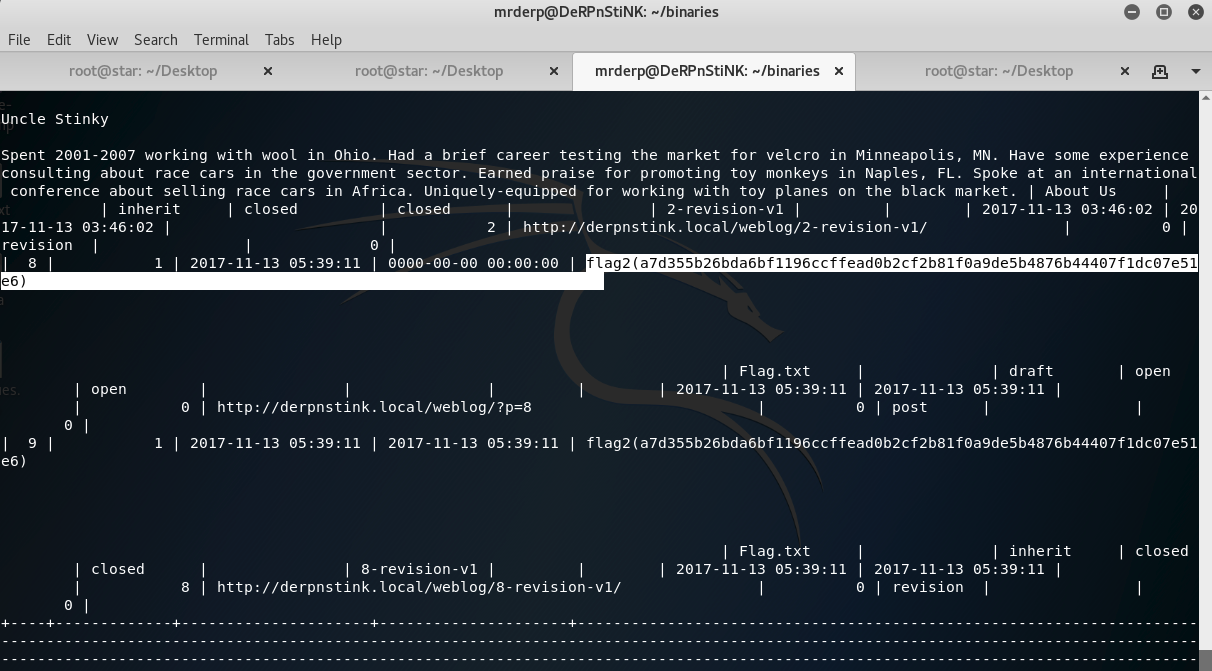 mrderp@DeRPnStiNK: ~/binaries
File Edit View Search Terminal Tabs Help
root@star: ~/Desktop root@star: ~/Desktop mrderp@DeRPnStiNK: ~/binaries root@star: ~/Desktop
Uncle Stinky
Spent 2001-2007 working with wool in Ohio. Had a brief career testing the market for velcro in Minneapolis, MN. Have some experience
consulting about race cars in the government sector. Earned praise for promoting toy monkeys in Naples, FL. Spoke at an international
conference about selling race cars in Africa. Uniquely-equipped for working with toy planes on the black market. | About Us |
| inherit | closed | closed | | 2-revision-v1 | | | 2017-11-13 03:46:02 | 20
17-11-13 03:46:02 | | 2 | http://derpnstink.local/weblog/2-revision-v1/ | 0 |
revision | | 0 |
| 8 | 1 | 2017-11-13 05:39:11 | 0000-00-00 00:00:00 | flag2(a7d355b26bda6bf1196ccffead0b2cf2b81f0a9de5b4876b44407f1dc07e51
e6)
| Flag.txt | | draft | open
| open | | | | | 2017-11-13 05:39:11 | 2017-11-13 05:39:11 |
| 0 | http://derpnstink.local/weblog/?p=8 | 0 | post | |
0 |
| 9 | 1 | 2017-11-13 05:39:11 | 2017-11-13 05:39:11 | flag2(a7d355b26bda6bf1196ccffead0b2cf2b81f0a9de5b4876b44407f1dc07e51
e6)
| Flag.txt | | inherit | closed
| closed | | 8-revision-v1 | | | 2017-11-13 05:39:11 | 2017-11-13 05:39:11 |
| 8 | http://derpnstink.local/weblog/8-revision-v1/ | 0 | revision | |
0 |